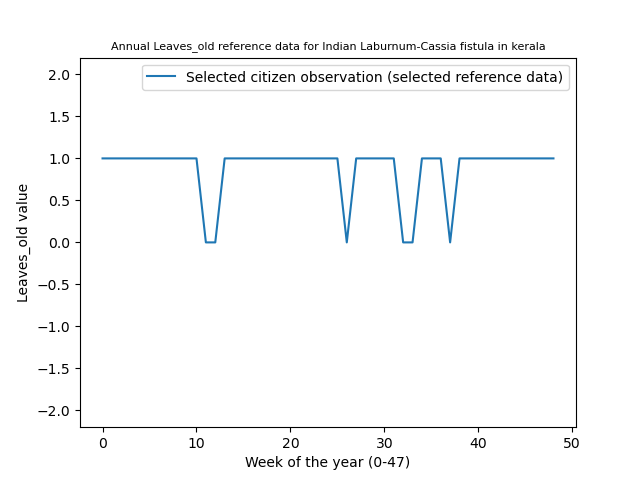 Annual Leaves_old reference data for Indian Laburnum-Cassia fistula in kerala
Selected citizen observation (selected reference data)
2.0
1.5
1.0
0.5
0.0
−0.5
−1.0
−1.5
−2.0
Leaves_old value
0 10 20 30 40 50
Week of the year (0-47)